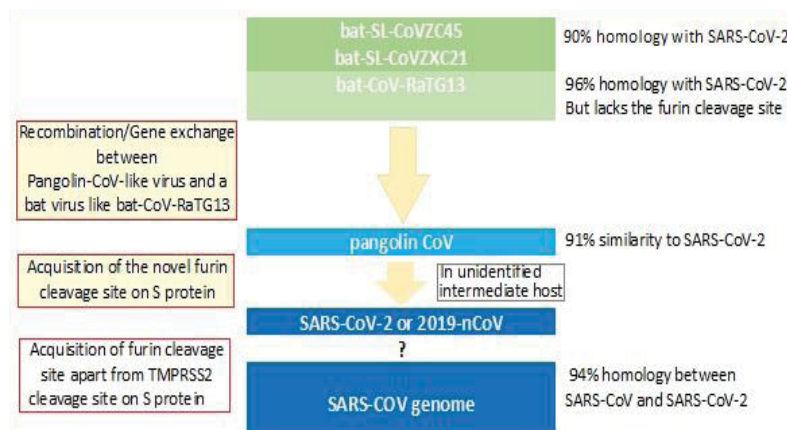 bat-SL-CoVZC45
90% homology with SARS-CoV-2
bat-SL-CoVZXC21
bat-CoV-RaTG13
96% homology with SARS-CoV-2
But lacks the furin cleavage site
Recombination/Gene exchange
between
Pangolin-CoV-like virus and a
bat virus like bat-CoV-RaTG13
pangolin CoV
91% similarity to SARS-CoV-2
Acquisition of the novel furin
cleavage site on S protein
In unidentified
intermediate host
SARS-CoV-2 or 2019-nCoV
?
Acquisition of furin cleavage
site apart from TMPRSS2
cleavage site on S protein
SARS-COV genome
94% homology between
SARS-CoV and SARS-CoV-2